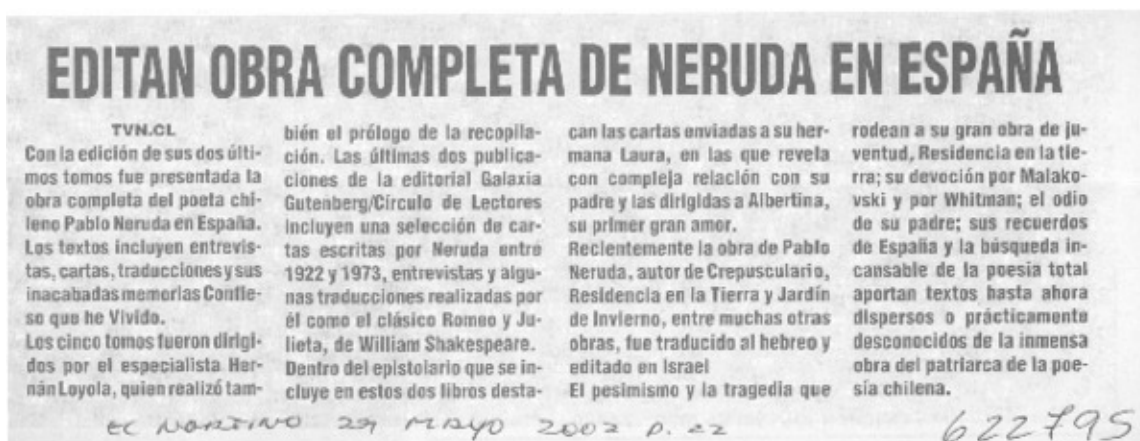 EDITAN OBRA COMPLETA DE NERUDA EN ESPAÑA
TVN.CL
Con la edición de sus dos últi-
mos tomos fue presentada la
obra completa del poeta chi-
leno Pablo Neruda en España.
Los textos incluyen entrevis-
tas, cartas, traducciones y sus
inacabadas memorias Confie-
so que he Vivido.
Los cinco tomos fueron dirigi-
dos por el especialista Her-
nán Loyola, quien realizó tam-
bién el prólogo de la recopila-
ción. Las últimas dos publica-
ciones de la editorial Galaxia
Gutenberg/Círculo de Lectores
incluyen una selección de car-
tas escritas por Neruda entre
1922 y 1973, entrevistas y algu-
nas traducciones realizadas por
él como el clásico Romeo y Ju-
lieta, de William Shakespeare.
Dentro del epistolario que se in-
cluye en estos dos libros desta-
can las cartas enviadas a su her-
mana Laura, en las que revela
con compleja relación con su
padre y las dirigidas a Albertina,
su primer gran amor.
Recientemente la obra de Pablo
Neruda, autor de Crepusculario,
Residencia en la Tierra y Jardín
de Invierno, entre muchas otras
obras, fue traducido al hebreo y
editado en Israel
El pesimismo y la tragedia que
rodean a su gran obra de ju-
ventud, Residencia en la tie-
rra; su devoción por Maiako-
vski y por Whitman; el odio
de su padre; sus recuerdos
de España y la búsqueda in-
cansable de la poesía total
aportan textos hasta ahora
dispersos o prácticamente
desconocidos de la inmensa
obra del patriarca de la poe-
sía chilena.
EL NORTINO 29 MAYO 2002 P. 22
622795